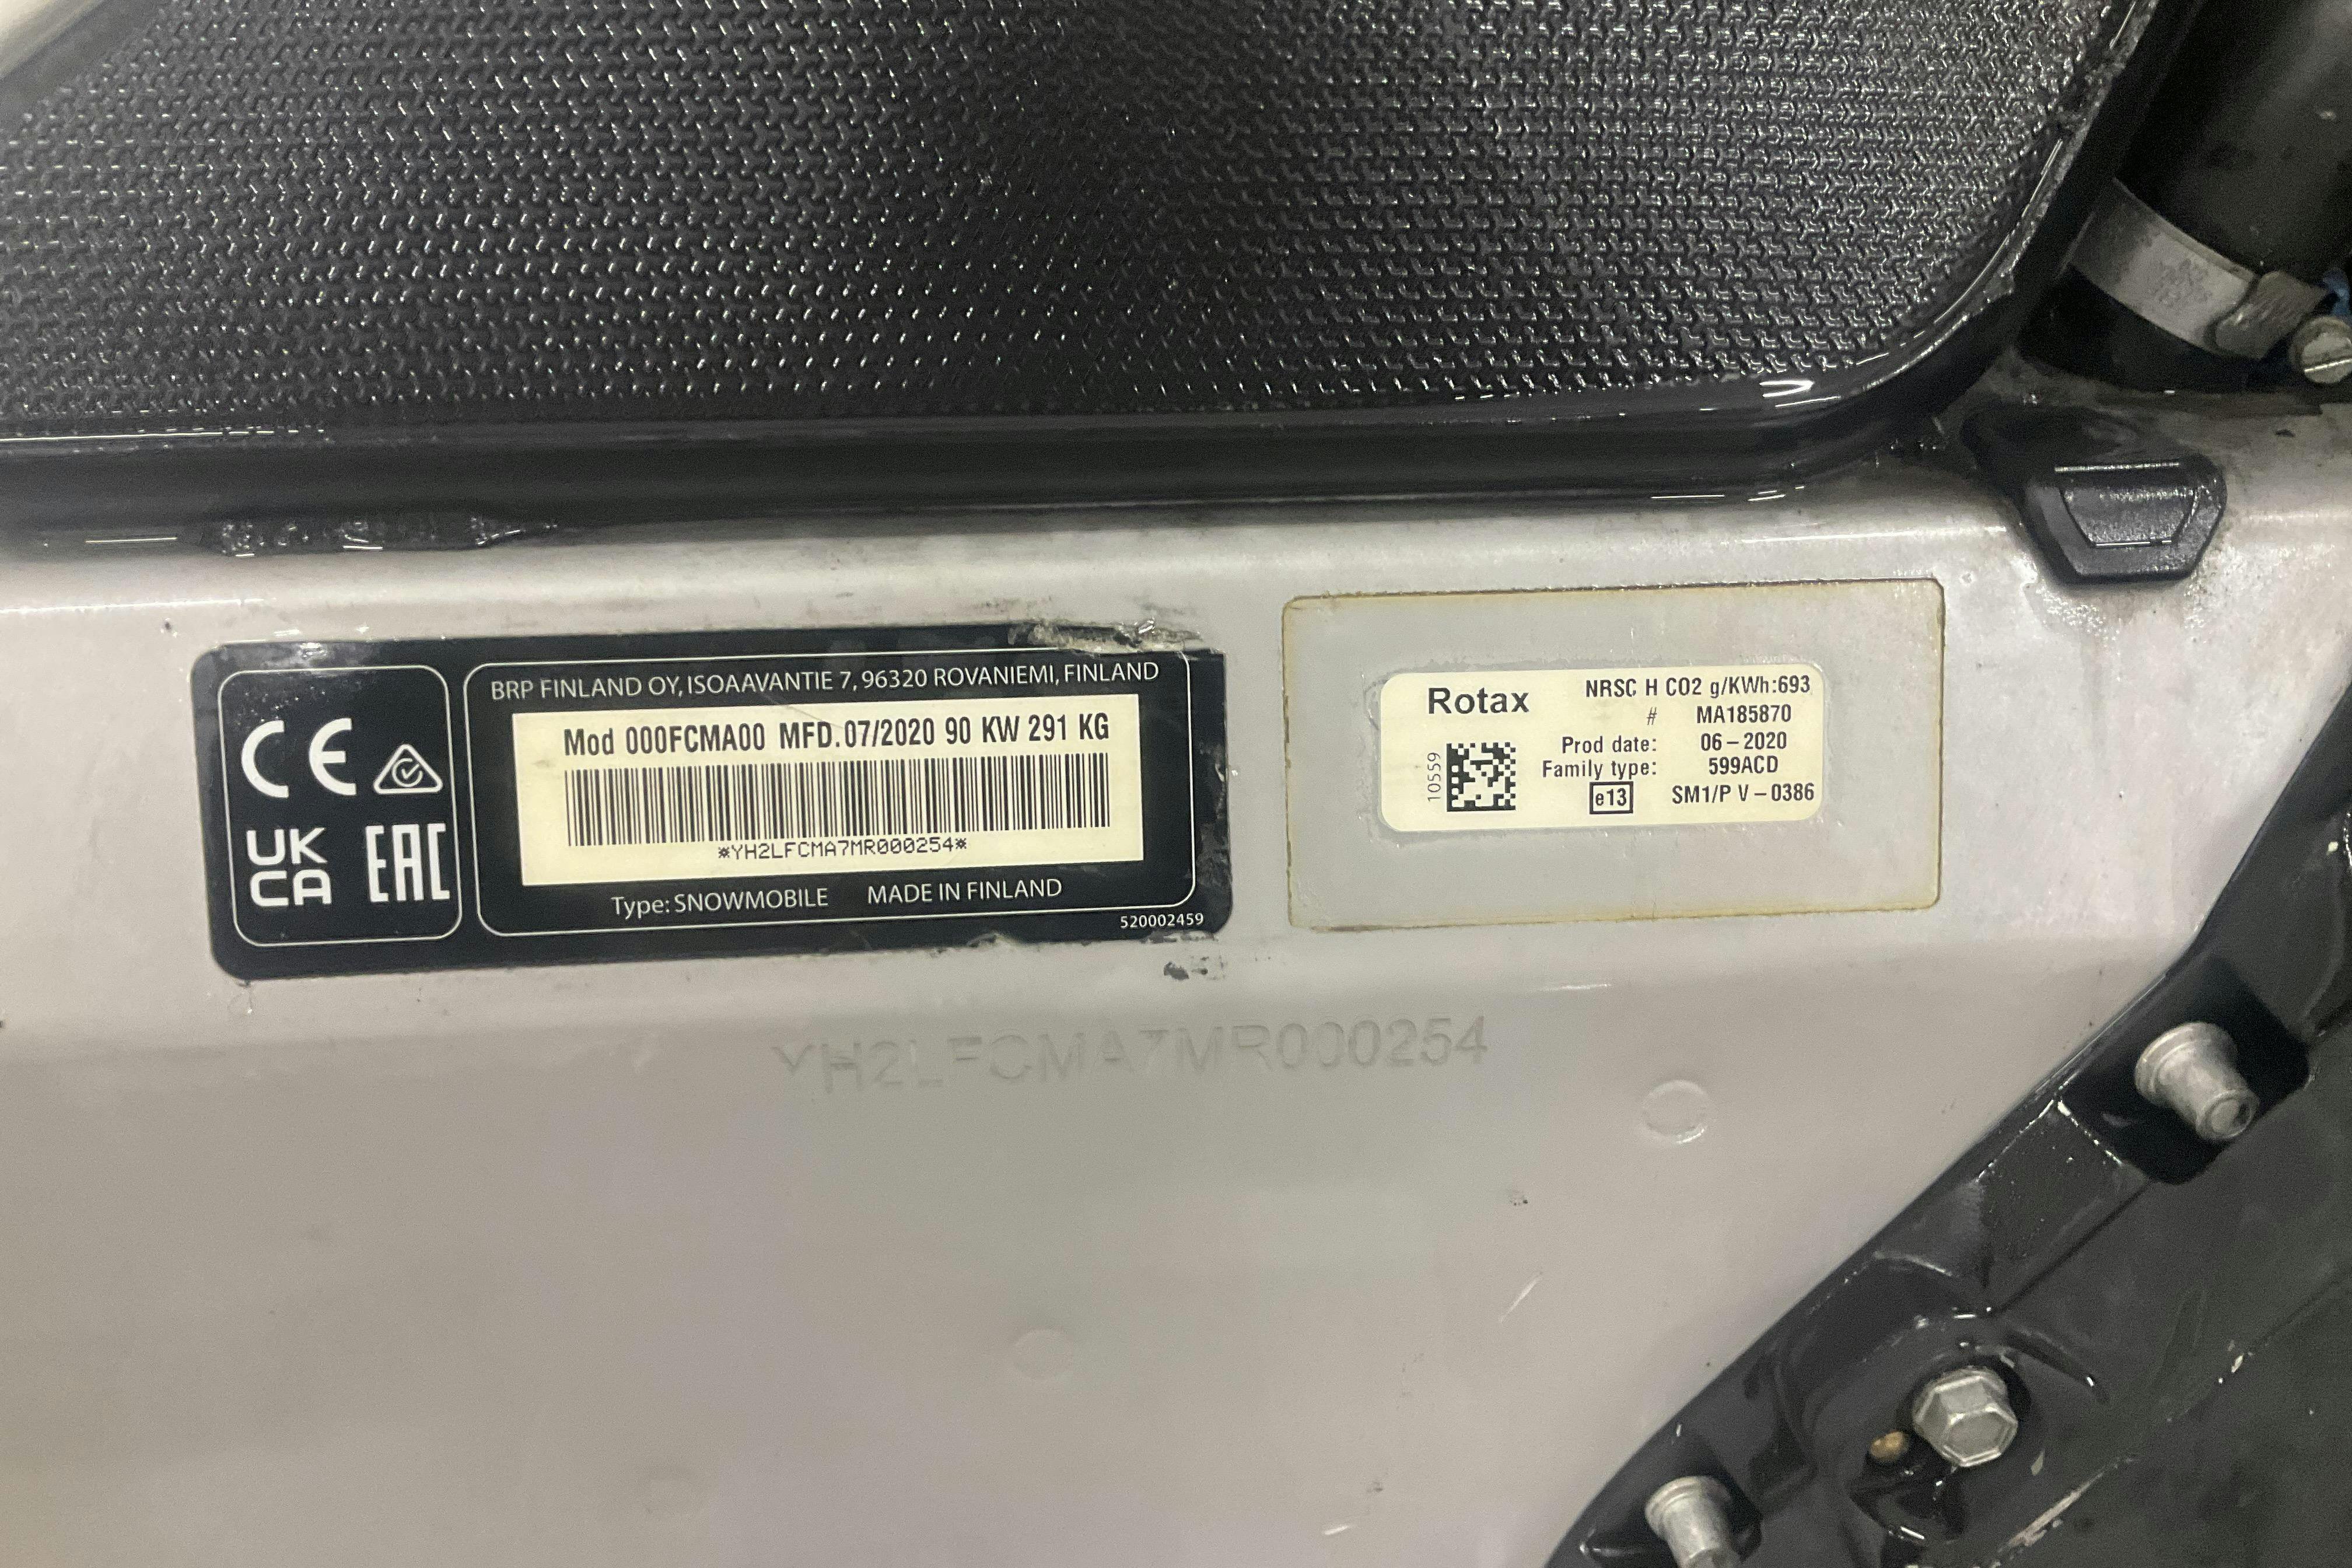 CE
UK
CA
EAC
BRP FINLAND OY, ISOAAVANTIE 7, 96320 ROVANIEMI, FINLAND
Mod 000FCMA00 MFD.07/2020 90 KW 291 KG
*YH2LFCMA7MR000254*
Type: SNOWMOBILE MADE IN FINLAND
520002459
Rotax
NRSC H CO2 g/KWh:693
# MA185870
Prod date: 06-2020
Family type: 599ACD
e13 SM1/P V-0386
10559
YH2LFCMA7MR000254